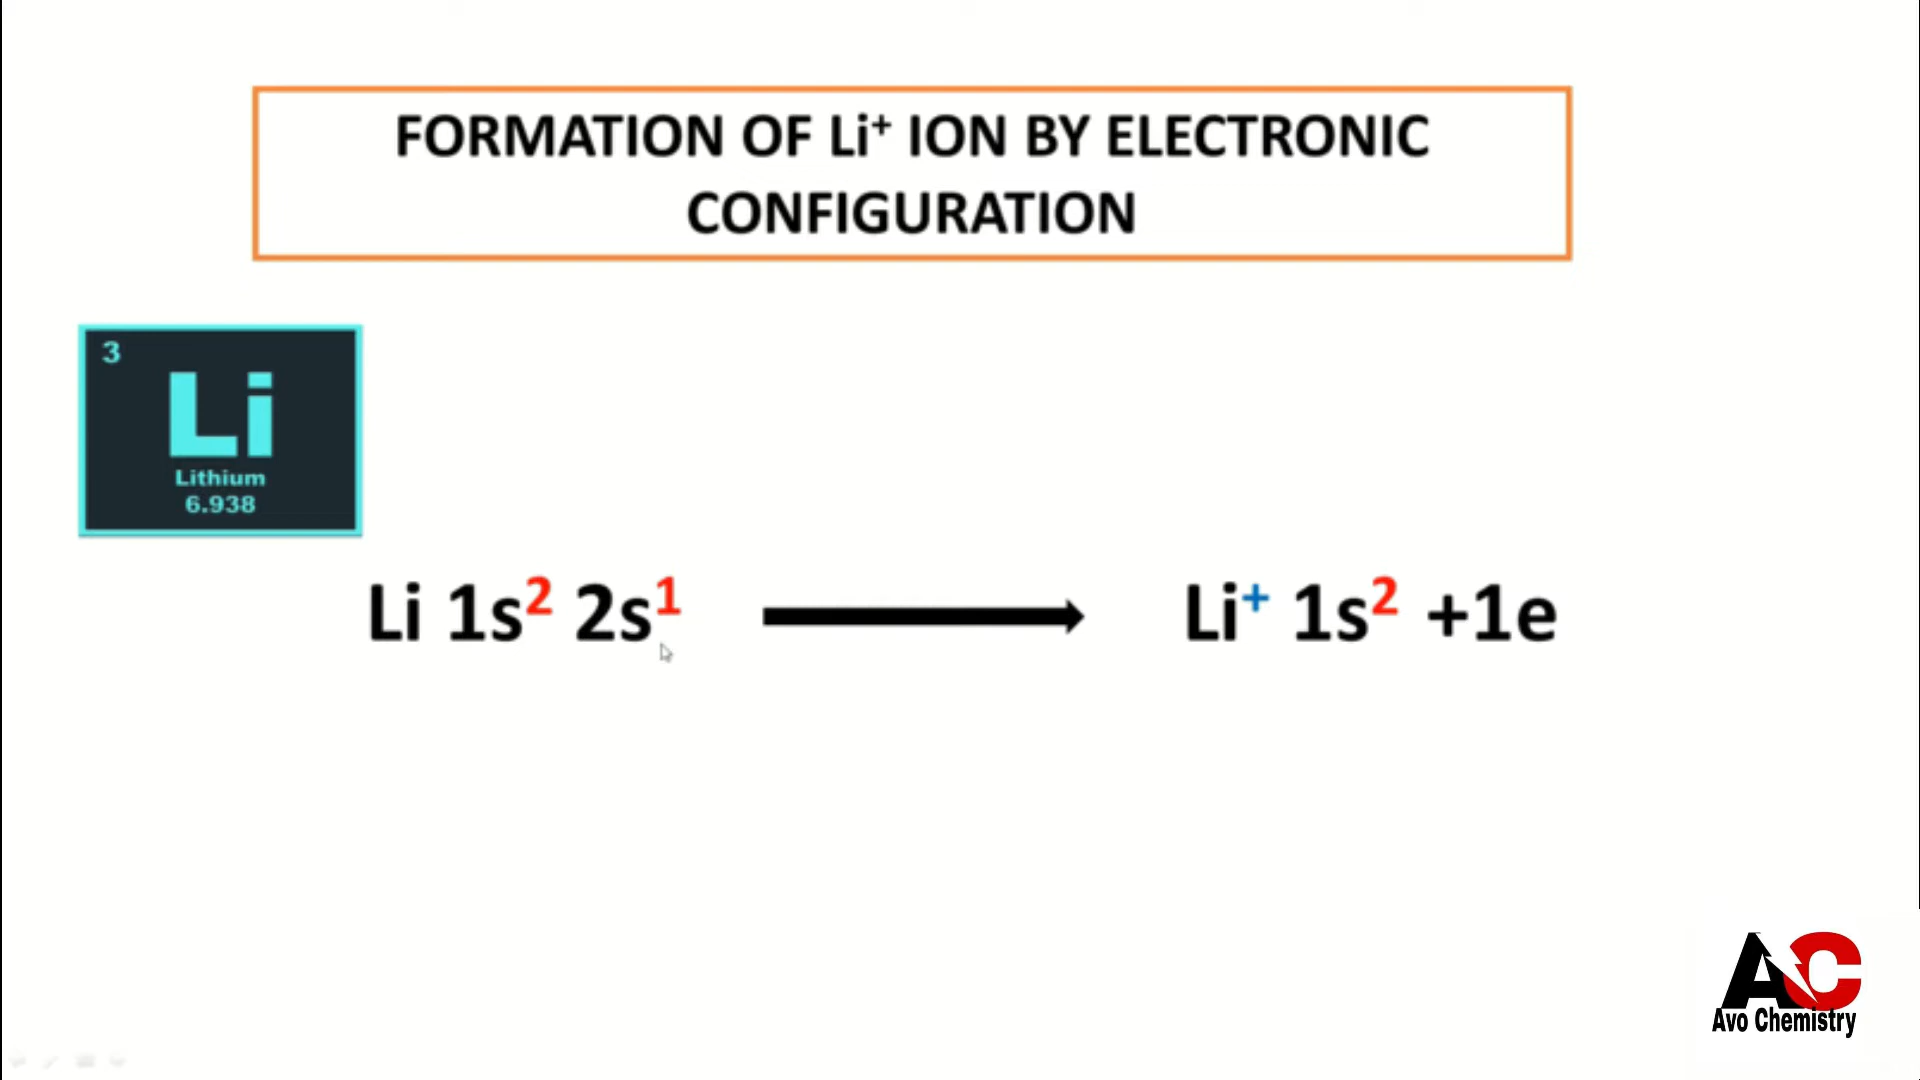 FORMATION OF Li⁺ ION BY ELECTRONIC
CONFIGURATION
3
Li
Lithium
6.938
Li 1s² 2s¹
Li⁺ 1s² +1e
AC
Avo Chemistry